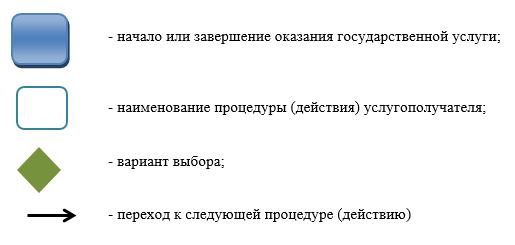 - начало или завершение оказания государственной услуги;
- наименование процедуры (действия) услугополучателя;
- вариант выбора;
- переход к следующей процедуре (действию)